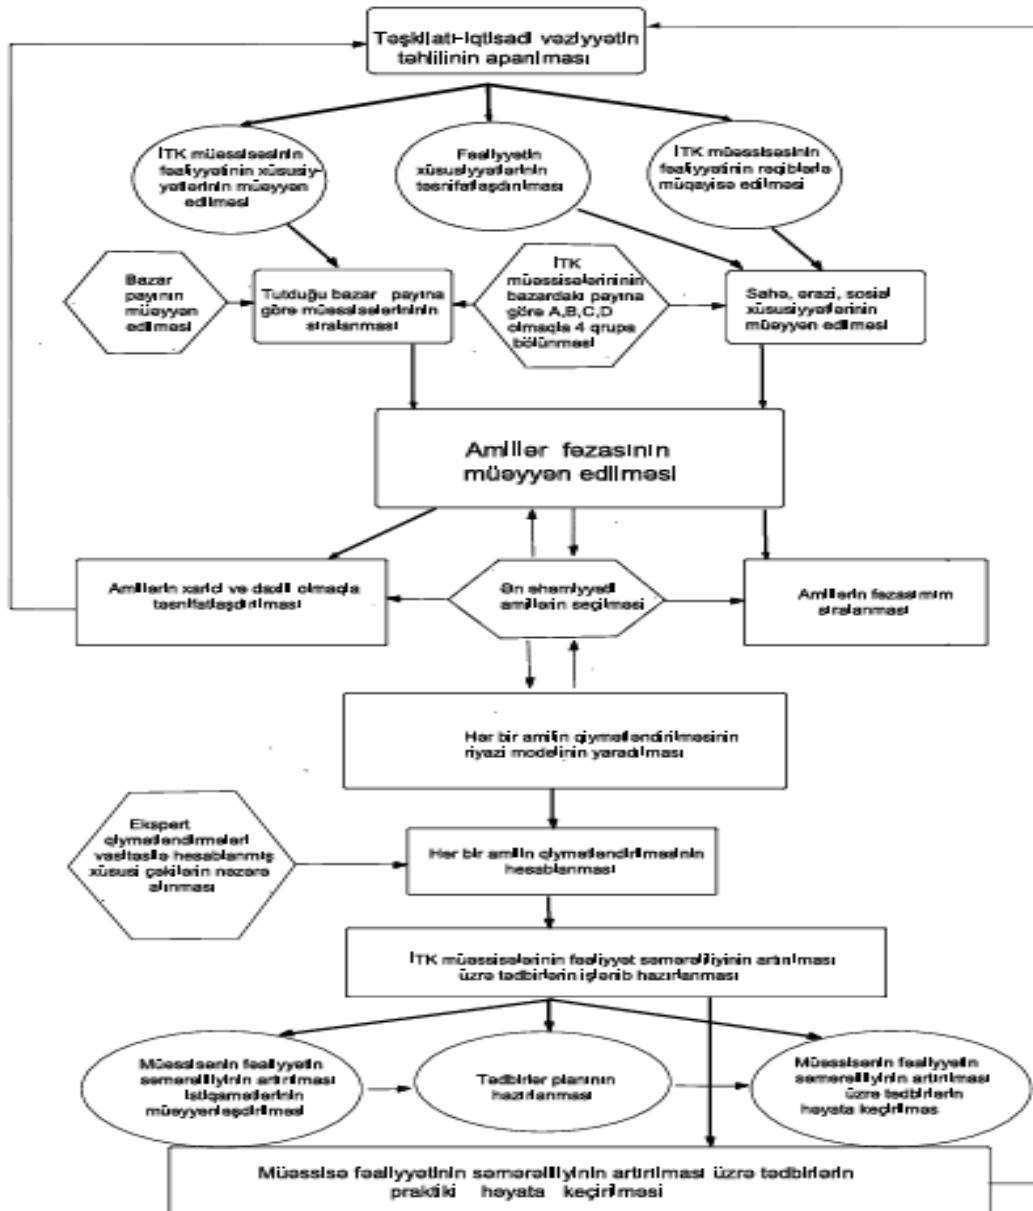 Təşkilatı-iqtisadi vəziyyətin
təhlilinin aparılması
İTK müəssisəsinin
fəaliyyətinin xüsusiy-
yətlərinin müəyyən
edilməsi
Fəaliyyətin
xüsusiyyətlərinin
təsnifatlaşdırılması
İTK müəssisəsinin
fəaliyyətinin rəqiblərlə
müqayisə edilməsi
Bazar
payının
müəyyən
edilməsi
Tutduğu bazar payına
görə müəssisələrininin
sıralanması
İTK
müəssisələririnin
bazardakı payına
görə A,B,C,D
olmaqla 4 qrupa
bölünməsi
Sahə, ərazi, sosial
xüsusiyyətlərinin
müəyyən edilməsi
Amillər fəzasının
müəyyən edilməsi
Amillərin xarici və daxili olmaqla
təsnifatlaşdırılması
Ən əhəmiyyətli
amillərin seçilməsi
Amillərin fəzasımım
sıralanması
Hər bir amilin qiymətləndirilməsinin
riyazi modelinin yaradılması
Ekspert
qiymətləndirmələri
vasitəsilə hesablanmış
xüsusi çəkilərin nəzərə
alınması
Hər bir amilin qiymətləndirilməsinin
hesablanması
İTK müəssisələrinin fəaliyyət səmərəliliyinin artırılması
üzrə tədbirlərin işlənib hazırlanması
Müəssisənin fəaliyyətin
səmərəliliyinin artırılması
istiqamətlərinin
müəyyənləşdirilməsi
Tədbirlər planının
hazırlanması
Müəssisənin fəaliyyətin
səmərəliliyinin artırılması
üzrə tədbirlərin
həyata keçirilməs
Müəssisə fəaliyyətinin səmərəliliyinin artırılması üzrə tədbirlərin
praktiki həyata keçirilməsi